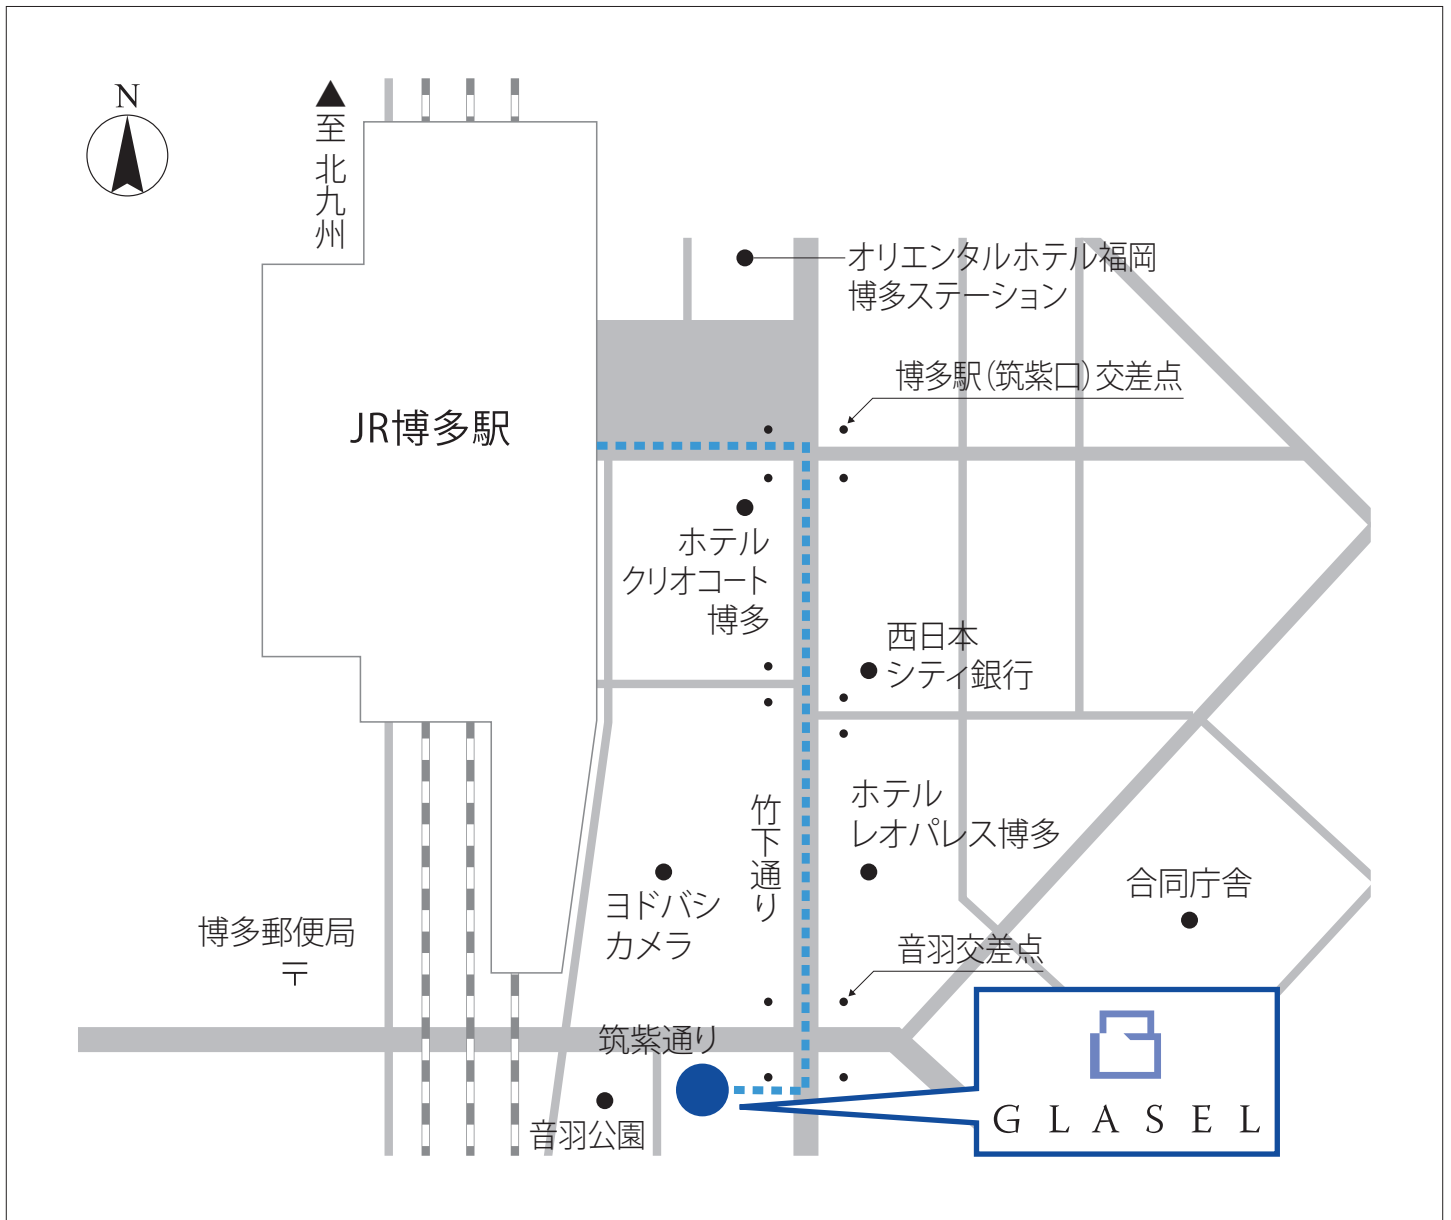 N
至 北九州
オリエンタルホテル福岡
博多ステーション
博多駅(筑紫口)交差点
JR博多駅
ホテル
クリオコート
博多
西日本
シティ銀行
竹下通り
ホテル
レオパレス博多
ヨドバシ
カメラ
合同庁舎
博多郵便局
〒
音羽交差点
筑紫通り
音羽公園
GLASEL